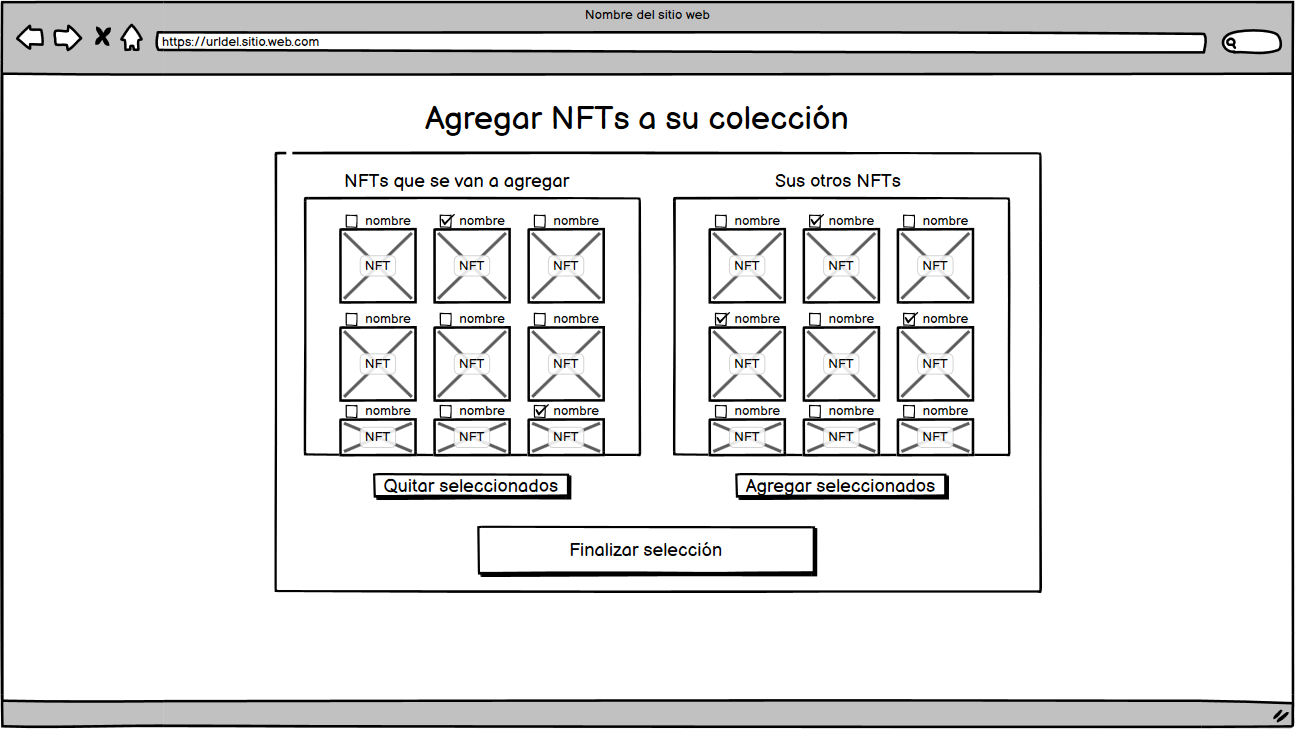 Nombre del sitio web
https://urldel.sitio.web.com
Agregar NFTs a su colección
NFTs que se van a agregar
Sus otros NFTs
nombre nombre nombre
nombre nombre nombre
NFT NFT NFT
NFT NFT NFT
nombre nombre nombre
nombre nombre nombre
NFT NFT NFT
NFT NFT NFT
nombre nombre nombre
nombre nombre nombre
NFT NFT NFT
NFT NFT NFT
Quitar seleccionados
Agregar seleccionados
Finalizar selección